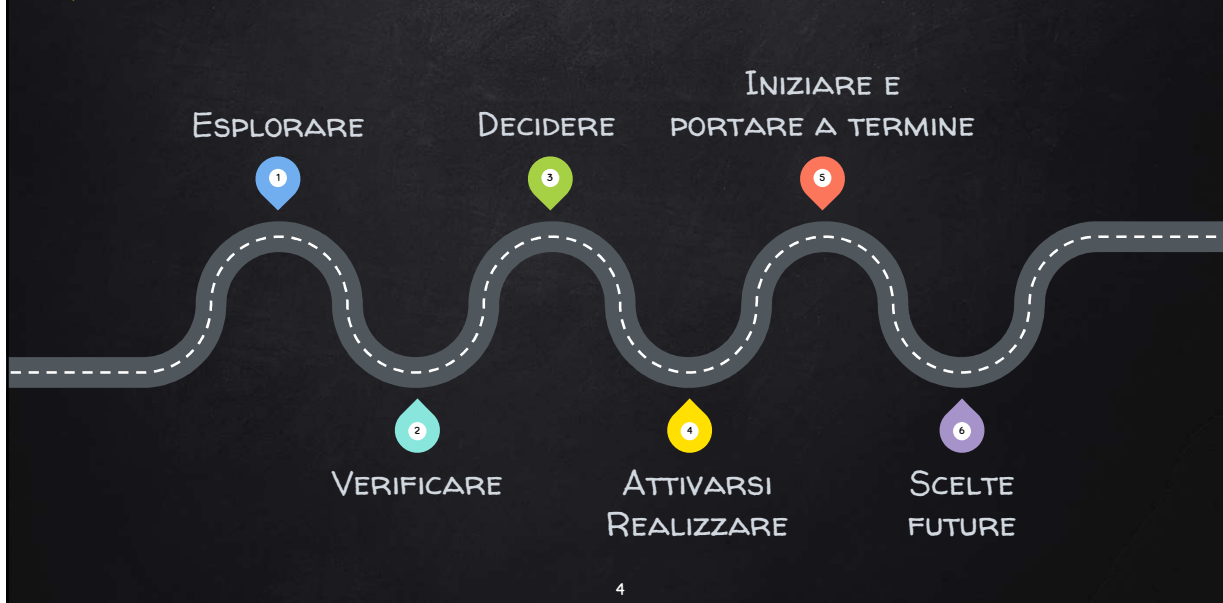 Esplorare
1
Verificare
2
Decidere
3
Attivarsi
Realizzare
4
Iniziare e
portare a termine
5
Scelte
future
6
4